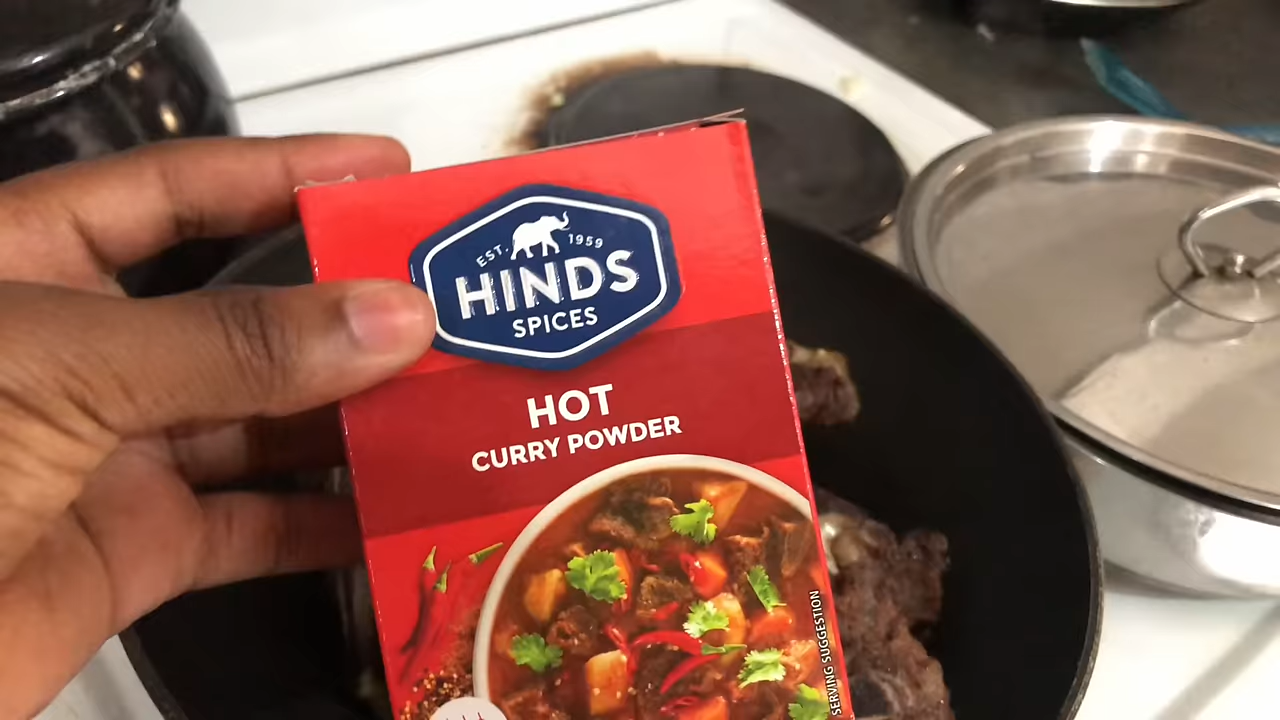 EST. 1959
HINDS
SPICES
HOT
CURRY POWDER
SERVING SUGGESTION